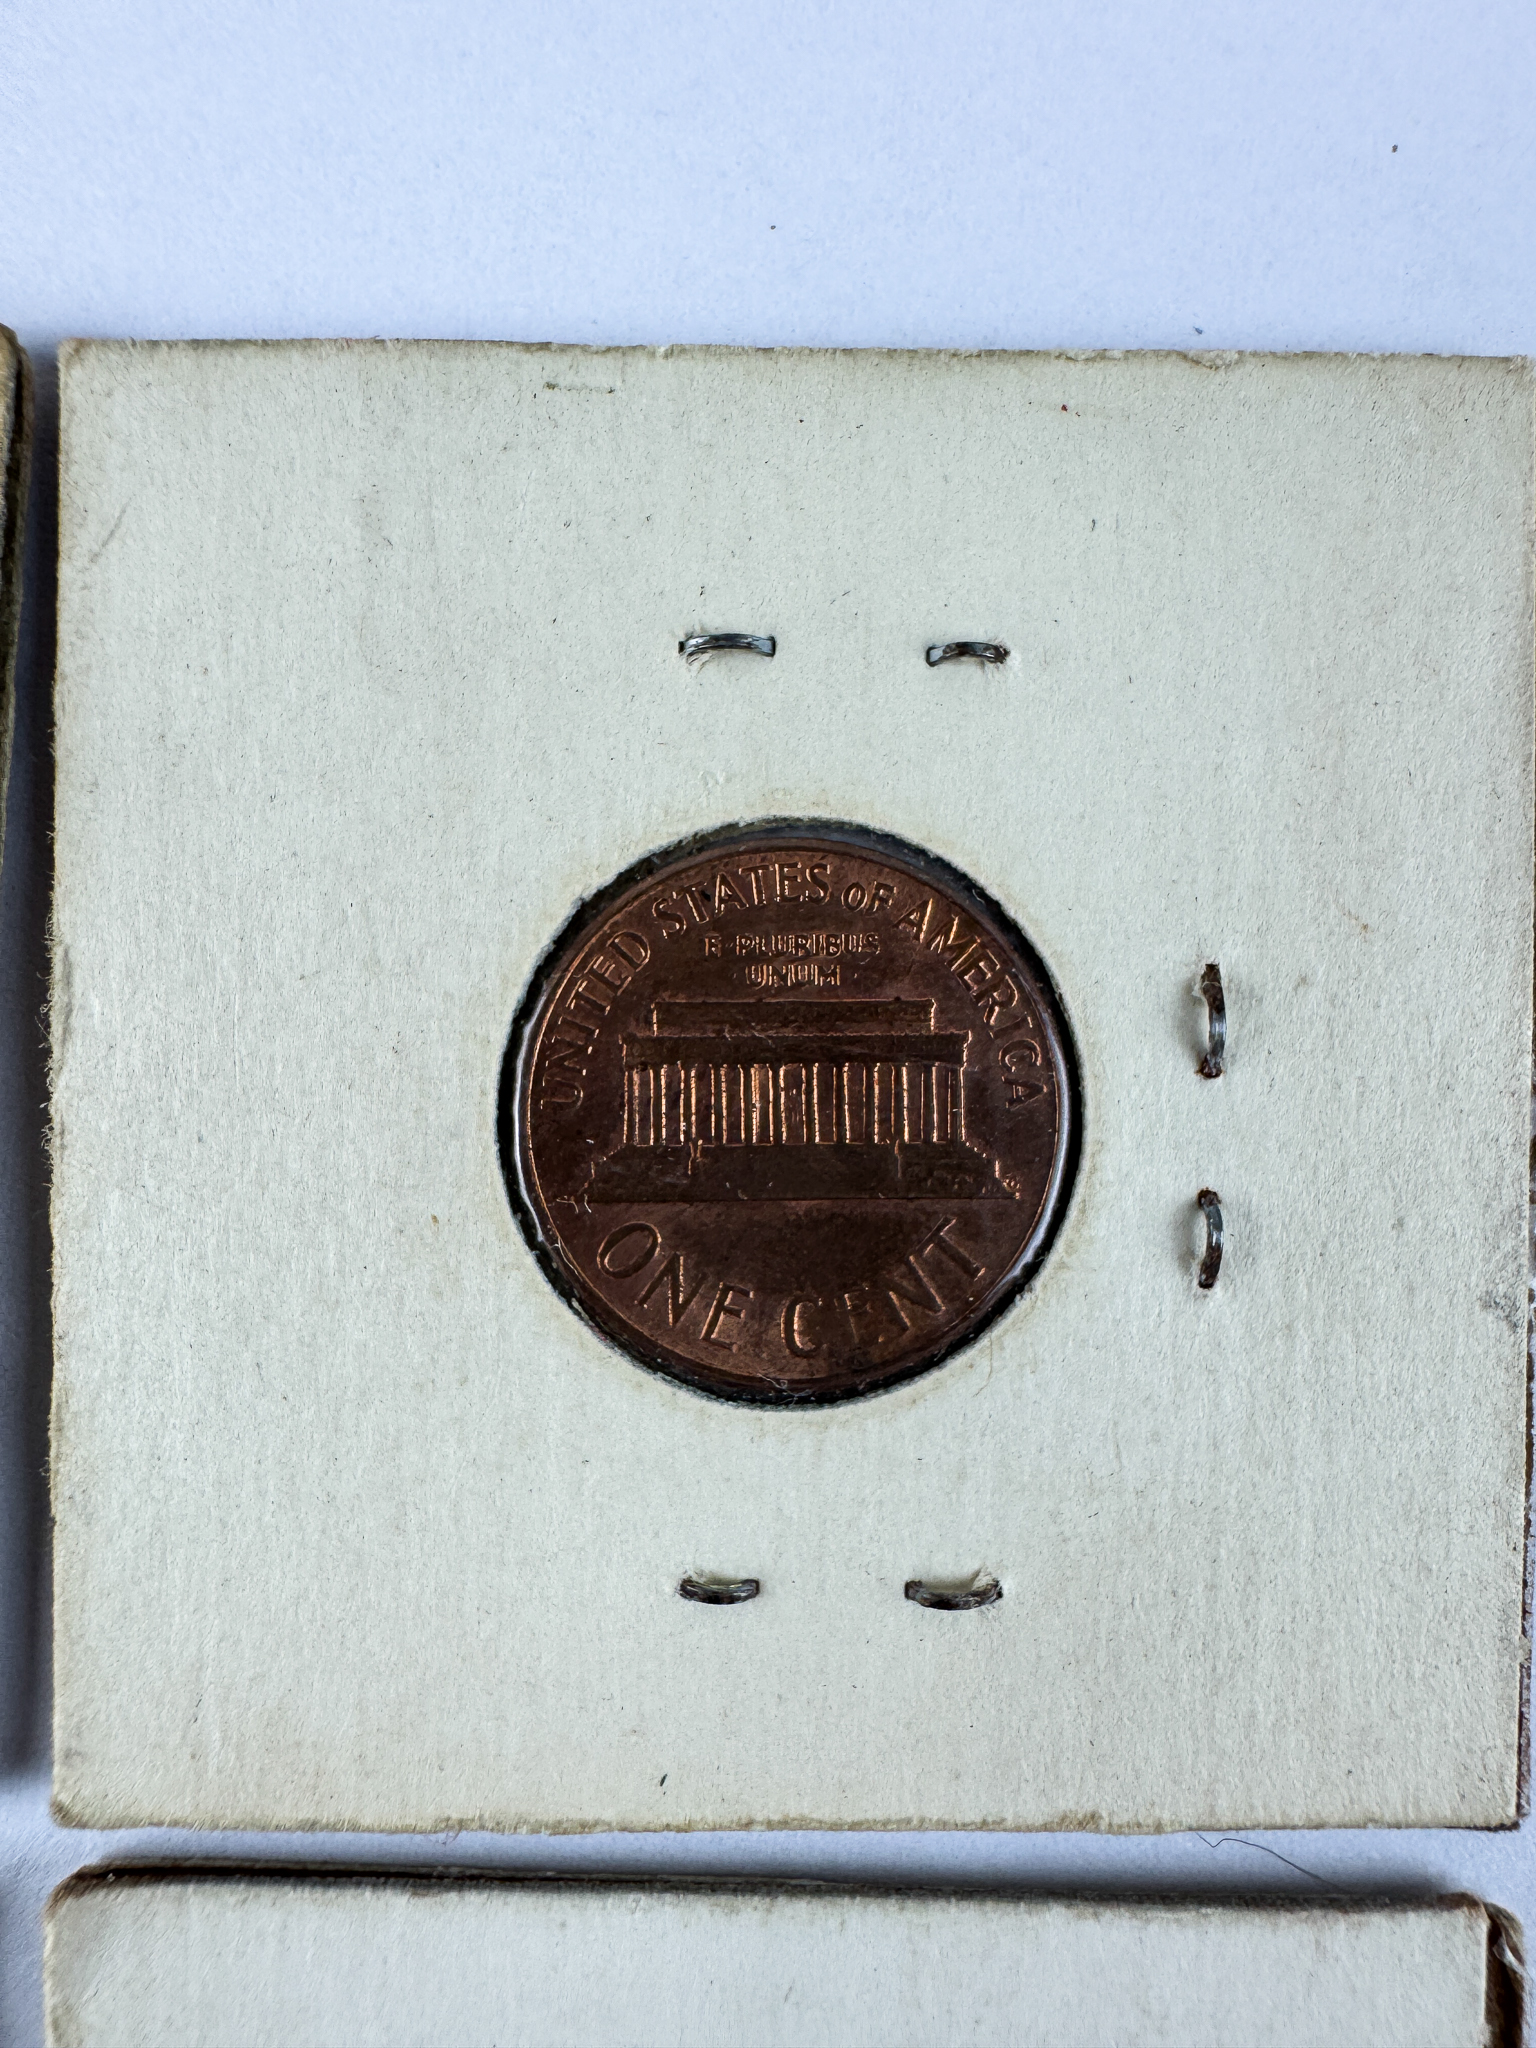 UNITED STATES OF AMERICA
E·PLURIBUS
UNUM
ONE CENT